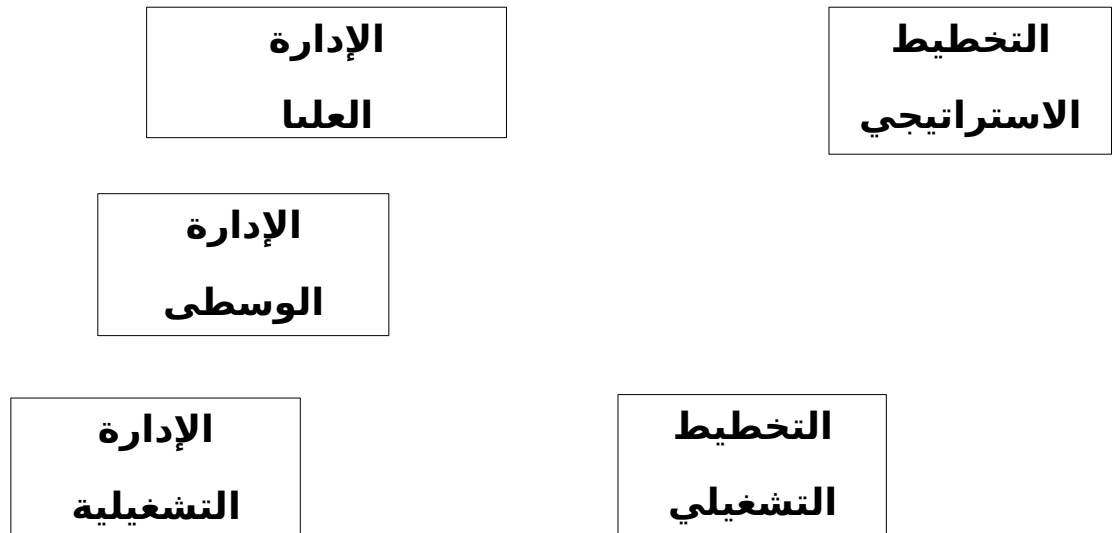 التخطيط
الاستراتيجي
الإدارة
العليا
الإدارة
الوسطى
التخطيط
التشغيلي
الإدارة
التشغيلية